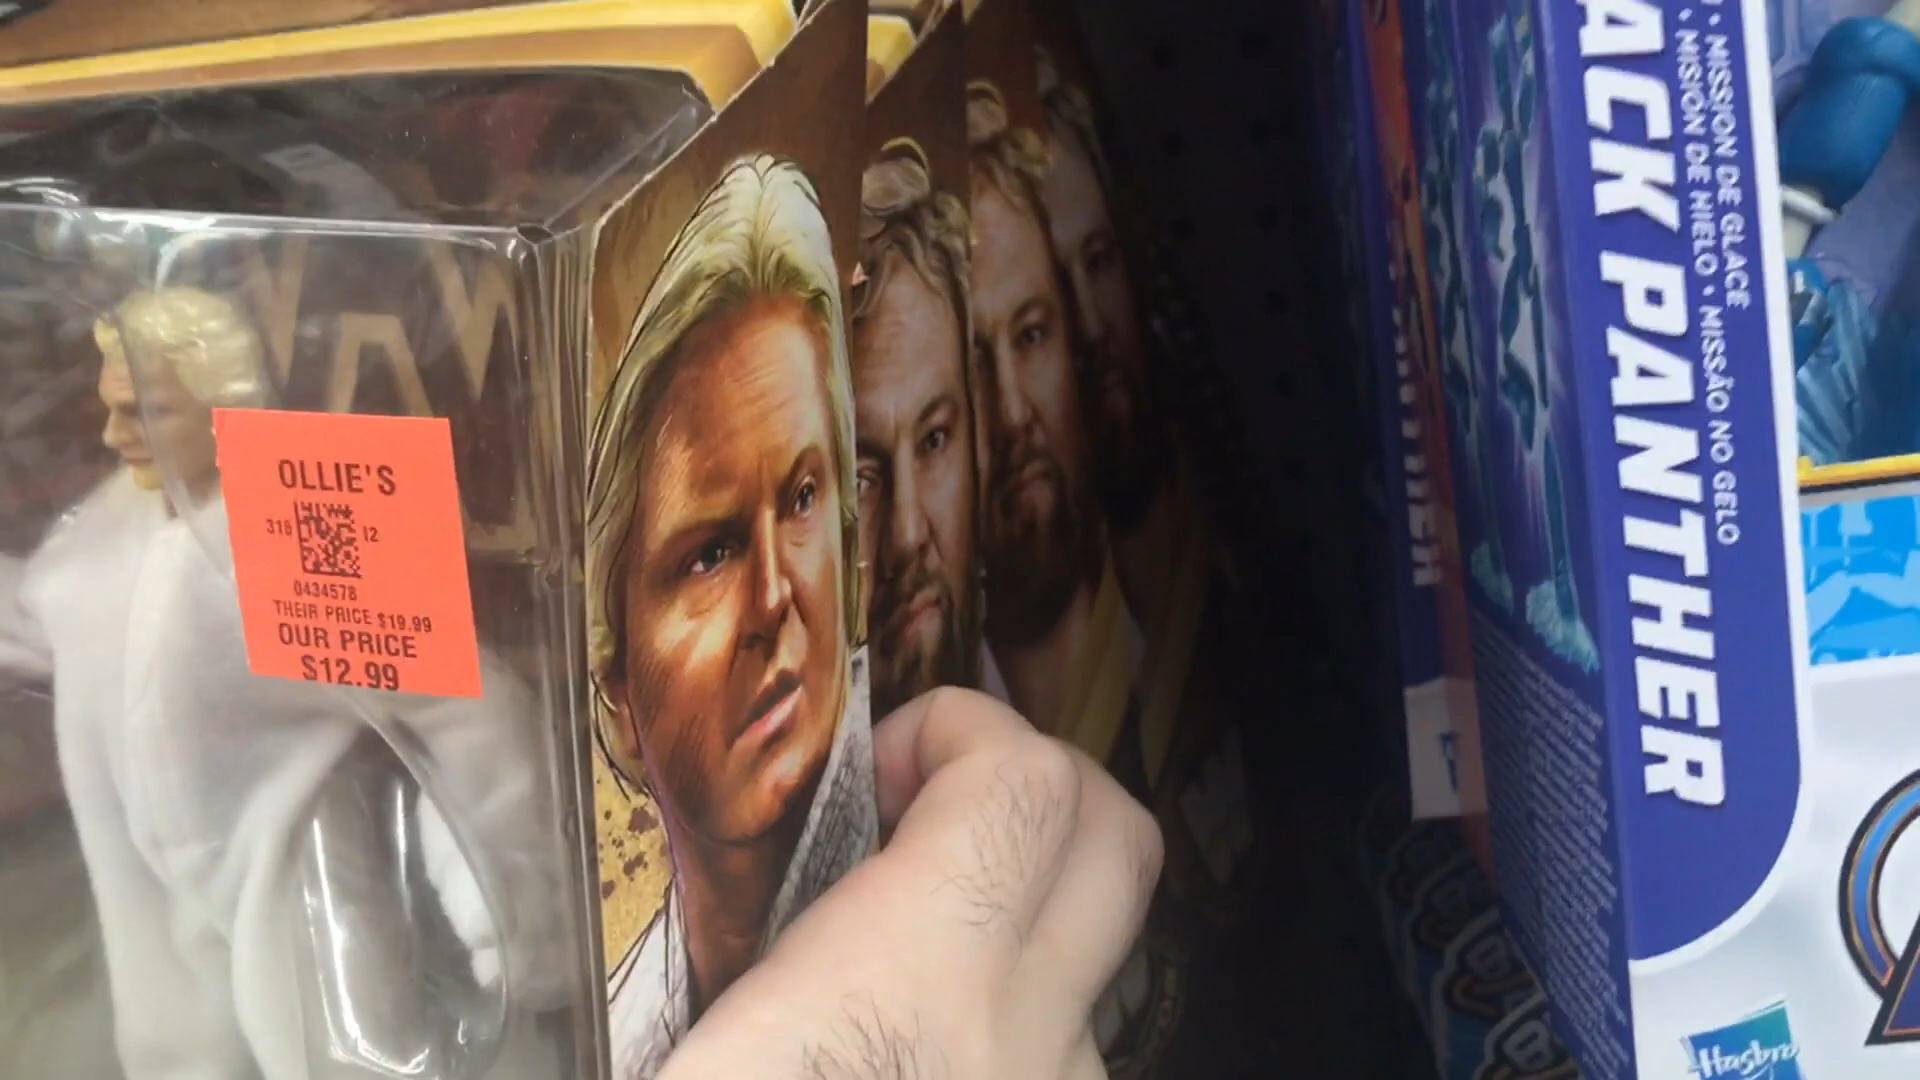 OLLIE'S
316 12
0434578
THEIR PRICE $19.99
OUR PRICE
$12.99
ACK PANTHER
• MISSION DE GLACE
• MISIÓN DE HIELO • MISSÃO NO GELO
Hasbro